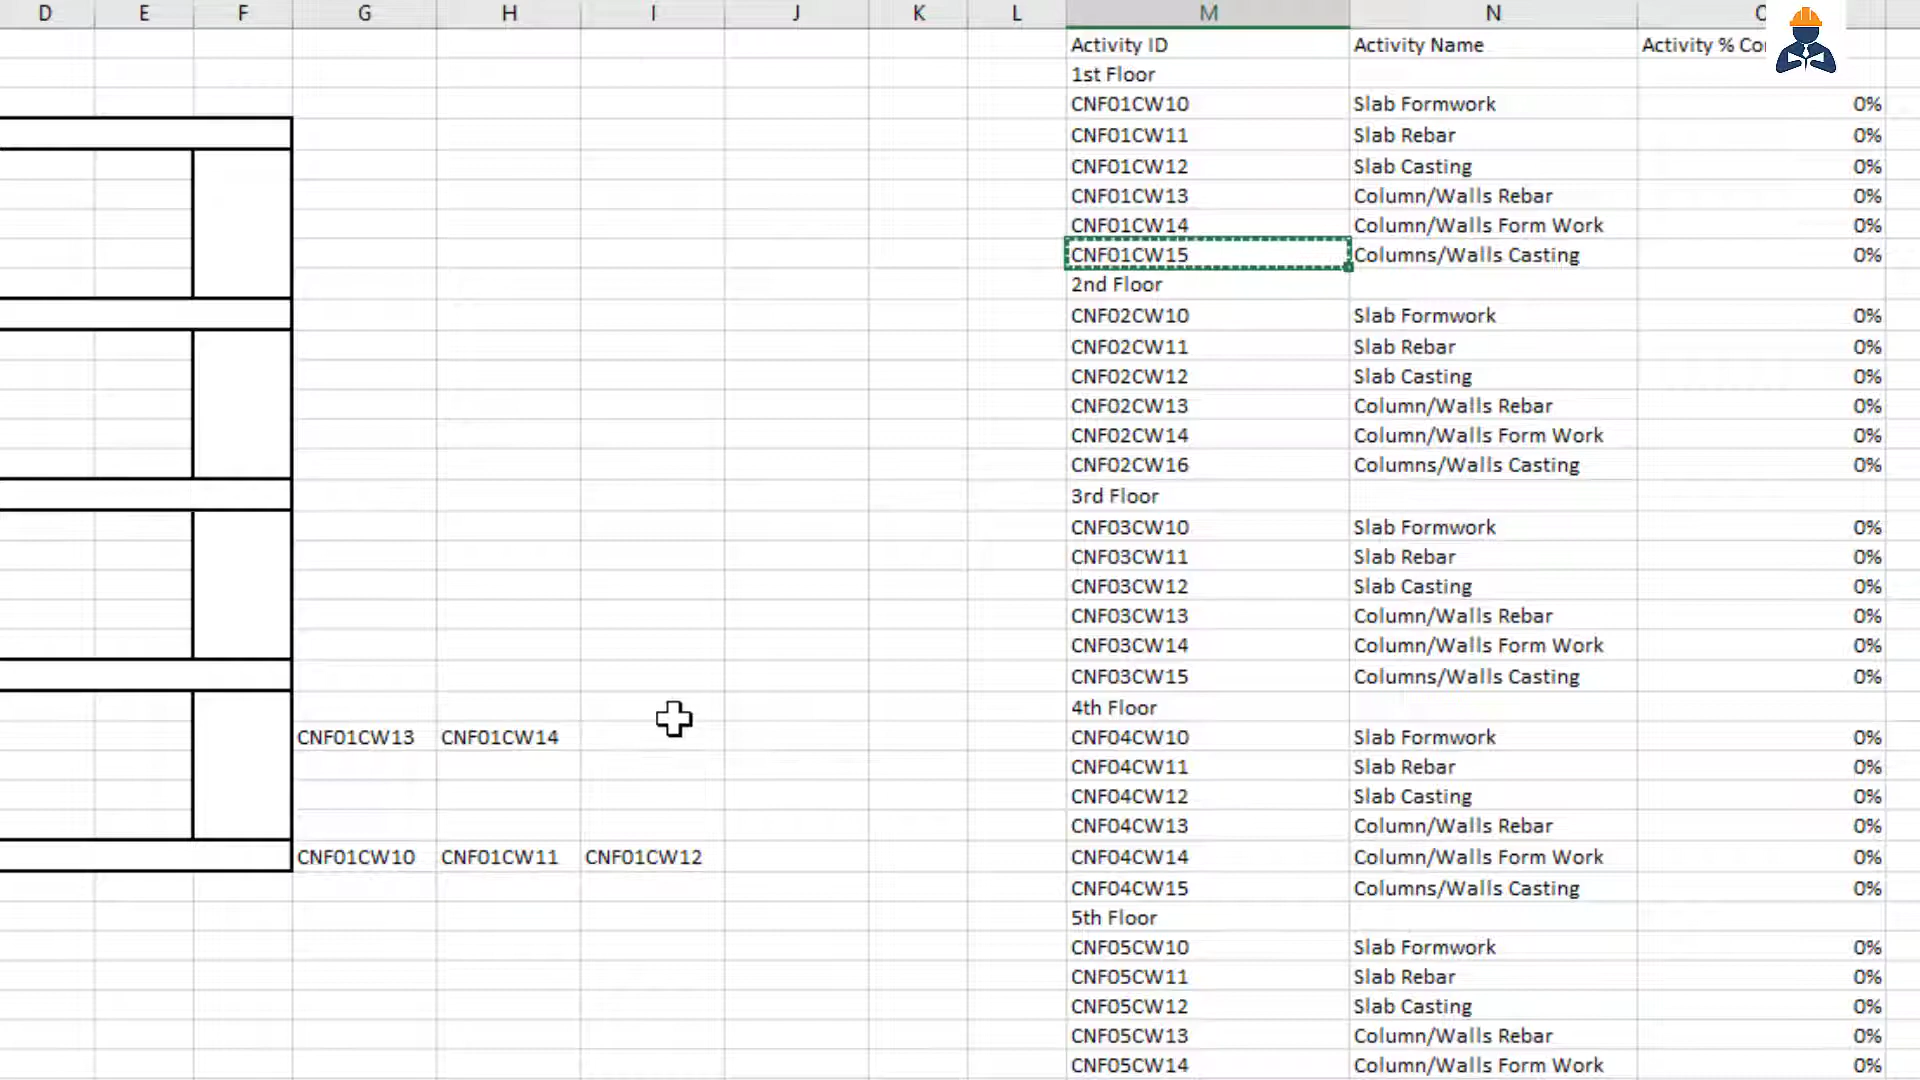 D E F G H I J K L M N
Activity ID Activity Name Activity % Co
1st Floor
CNF01CW10 Slab Formwork 0%
CNF01CW11 Slab Rebar 0%
CNF01CW12 Slab Casting 0%
CNF01CW13 Column/Walls Rebar 0%
CNF01CW14 Column/Walls Form Work 0%
CNF01CW15 Columns/Walls Casting 0%
2nd Floor
CNF02CW10 Slab Formwork 0%
CNF02CW11 Slab Rebar 0%
CNF02CW12 Slab Casting 0%
CNF02CW13 Column/Walls Rebar 0%
CNF02CW14 Column/Walls Form Work 0%
CNF02CW16 Columns/Walls Casting 0%
3rd Floor
CNF03CW10 Slab Formwork 0%
CNF03CW11 Slab Rebar 0%
CNF03CW12 Slab Casting 0%
CNF03CW13 Column/Walls Rebar 0%
CNF03CW14 Column/Walls Form Work 0%
CNF03CW15 Columns/Walls Casting 0%
4th Floor
CNF01CW13 CNF01CW14 CNF04CW10 Slab Formwork 0%
CNF04CW11 Slab Rebar 0%
CNF04CW12 Slab Casting 0%
CNF04CW13 Column/Walls Rebar 0%
CNF01CW10 CNF01CW11 CNF01CW12 CNF04CW14 Column/Walls Form Work 0%
CNF04CW15 Columns/Walls Casting 0%
5th Floor
CNF05CW10 Slab Formwork 0%
CNF05CW11 Slab Rebar 0%
CNF05CW12 Slab Casting 0%
CNF05CW13 Column/Walls Rebar 0%
CNF05CW14 Column/Walls Form Work 0%